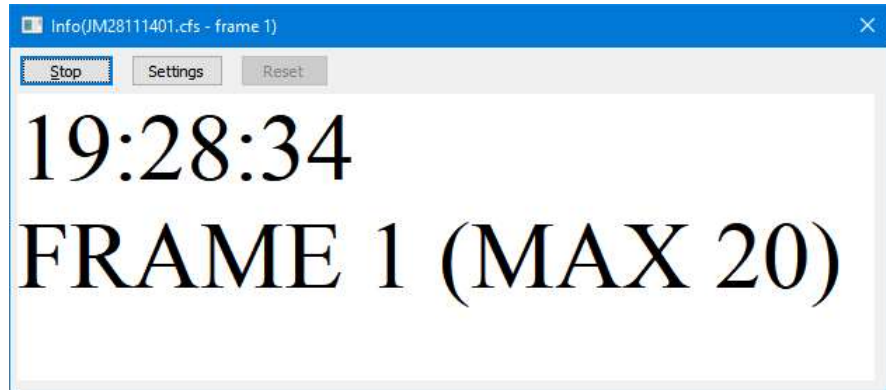 Info(JM28111401.cfs - frame 1)
Stop Settings Reset
19:28:34
FRAME 1 (MAX 20)